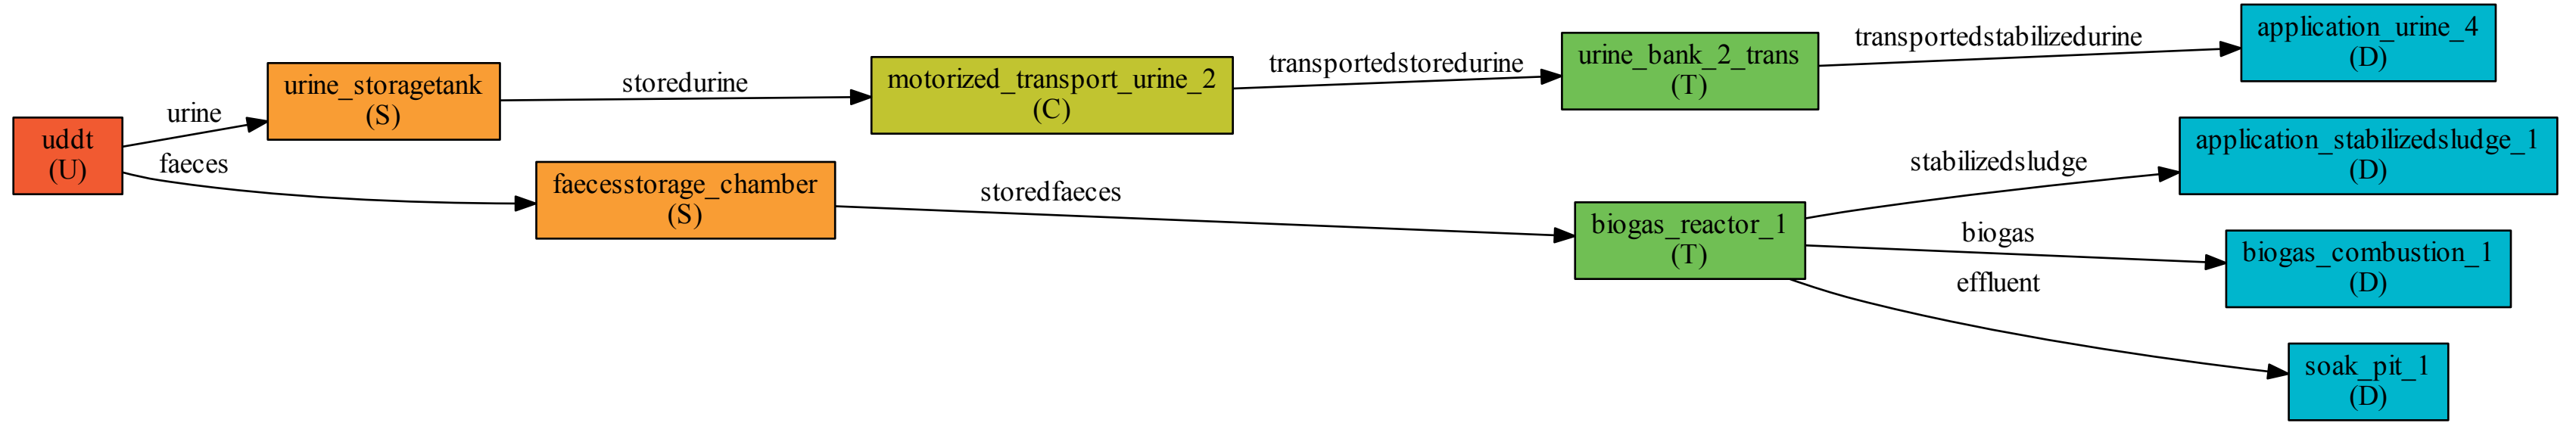 uddt
(U)
urine
faeces
urine_storagetank
(S)
storedurine
motorized_transport_urine_2
(C)
transportedstoredurine
urine_bank_2_trans
(T)
transportedstabilizedurine
application_urine_4
(D)
faecesstorage_chamber
(S)
storedfaeces
biogas_reactor_1
(T)
stabilizedsludge
application_stabilizedsludge_1
(D)
biogas
biogas_combustion_1
(D)
effluent
soak_pit_1
(D)